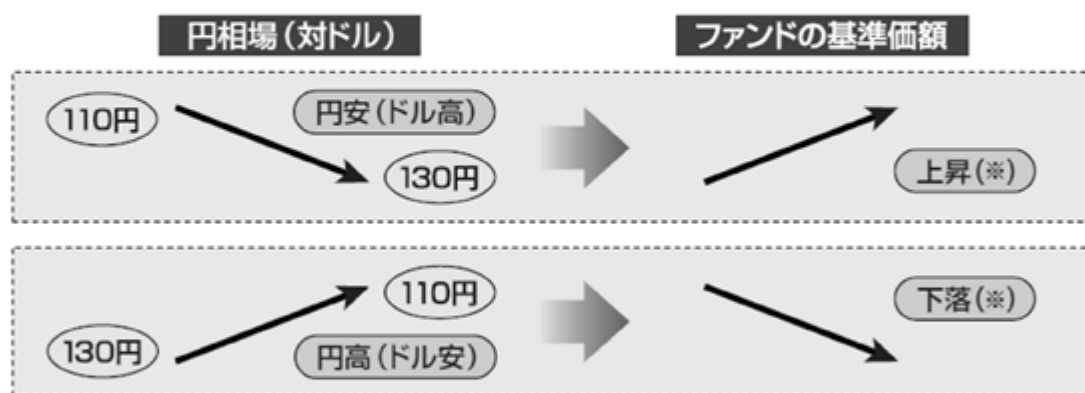 円相場（対ドル）
ファンドの基準価額
110円
円安（ドル高）
130円
上昇（※）
110円
下落（※）
130円
円高（ドル安）